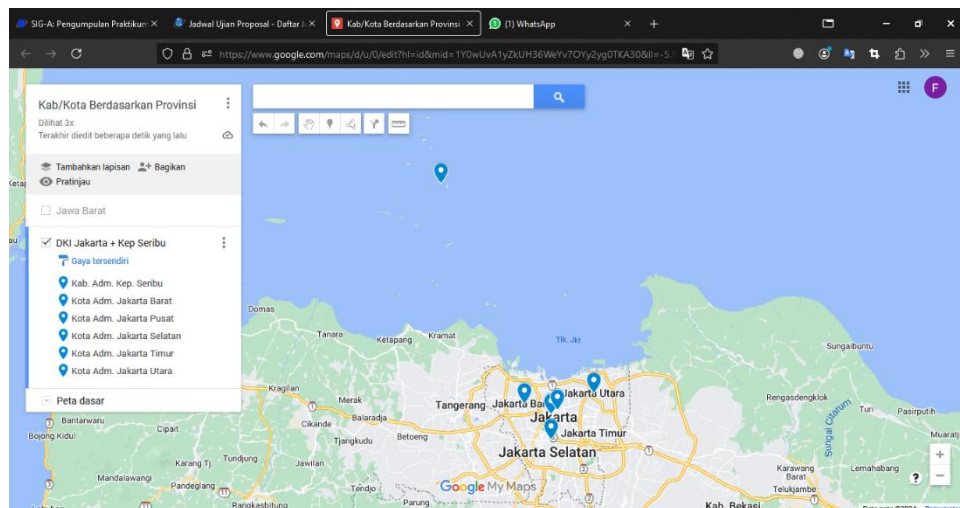 SIG-A: Pengumpulan Praktikum
Jadwal Ujian Proposal - Daftar
Kab/Kota Berdasarkan Provinsi
(1) WhatsApp
https://www.google.com/maps/d/u/0/edit?hl=id&mid=1Y0wUvA1yZkUH36WeYv7OYy2yg0TKA30&ll=-5.
Kab/Kota Berdasarkan Provinsi
Dilihat 3x
Terakhir diedit beberapa detik yang lalu
Tambahkan lapisan
Bagikan
Pratinjau
Jawa Barat
DKI Jakarta + Kep Seribu
Gaya tersendiri
Kab. Adm. Kep. Seribu
Kota Adm. Jakarta Barat
Kota Adm. Jakarta Pusat
Kota Adm. Jakarta Selatan
Kota Adm. Jakarta Timur
Kota Adm. Jakarta Utara
Peta dasar
F
Domas
Tanara
Ketapang
Kramat
Tlk. Jkt
Sungaibuntu
Kragilan
Merak
Tangerang
Jakarta Ba
Jakarta Utara
Rengasdengklok
Sungai Citarum
Turi
Pasirputih
Bantarwaru
Cipait
Cikande
Balaraja
Jakarta
Bojong Kidul
Tjangkudu
Betoeng
Jakarta Timur
Muaratj
Jakarta Selatan
Karang Tj.
Tundjung
Jawilan
Karawang
Barat
Lemahabang
Mandalawangi
Pandeglang
Tendjo
Google My Maps
Telukjambe
Rangkasbitung
Parung
Kab. Bekasi